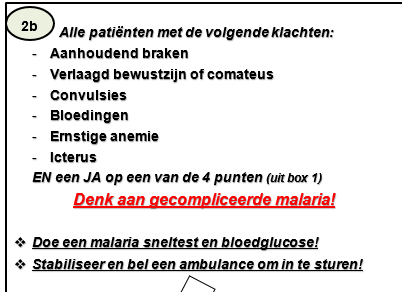 2b
Alle patiënten met de volgende klachten:
- Aanhoudend braken
- Verlaagd bewustzijn of comateus
- Convulsies
- Bloedingen
- Ernstige anemie
- Icterus
EN een JA op een van de 4 punten (uit box 1)
Denk aan gecompliceerde malaria!
❖ Doe een malaria sneltest en bloedglucose!
❖ Stabiliseer en bel een ambulance om in te sturen!